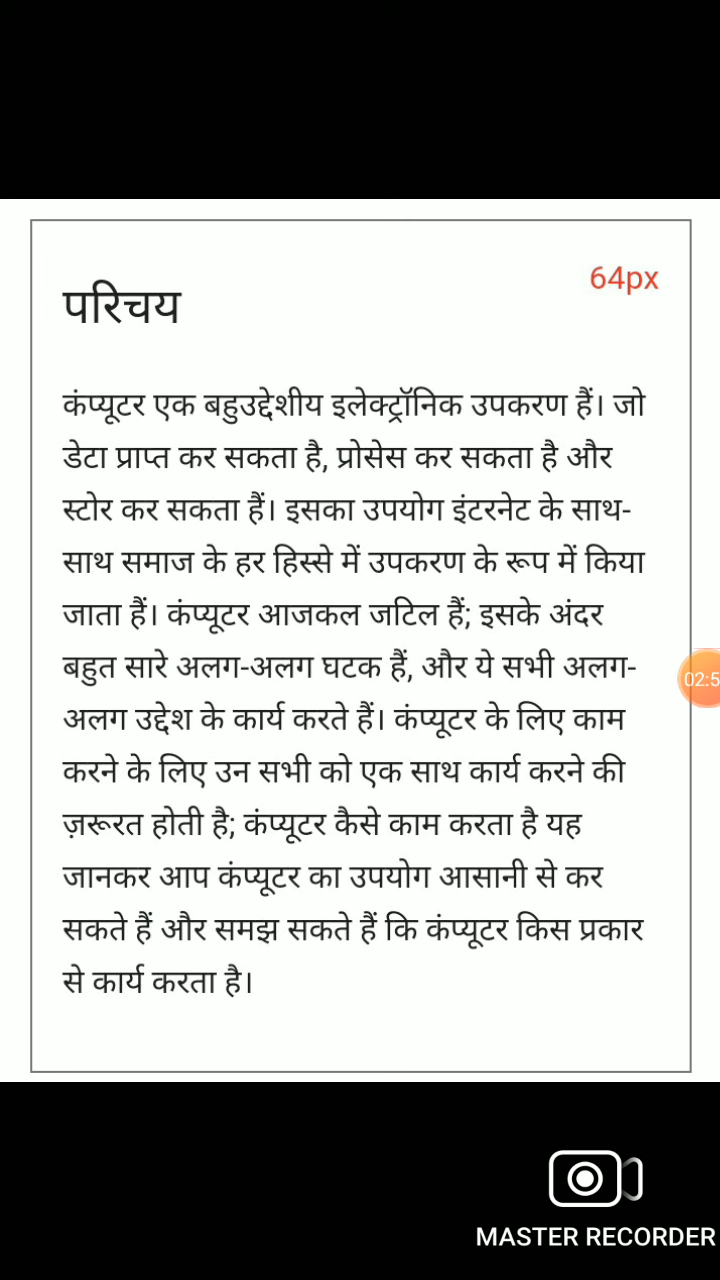 64px
परिचय
कंप्यूटर एक बहुउद्देशीय इलेक्ट्रॉनिक उपकरण हैं। जो
डेटा प्राप्त कर सकता है, प्रोसेस कर सकता है और
स्टोर कर सकता हैं। इसका उपयोग इंटरनेट के साथ-
साथ समाज के हर हिस्से में उपकरण के रूप में किया
जाता हैं। कंप्यूटर आजकल जटिल हैं; इसके अंदर
बहुत सारे अलग-अलग घटक हैं, और ये सभी अलग-
अलग उद्देश के कार्य करते हैं। कंप्यूटर के लिए काम
करने के लिए उन सभी को एक साथ कार्य करने की
ज़रूरत होती है; कंप्यूटर कैसे काम करता है यह
जानकर आप कंप्यूटर का उपयोग आसानी से कर
सकते हैं और समझ सकते हैं कि कंप्यूटर किस प्रकार
से कार्य करता है।
02:5
MASTER RECORDER